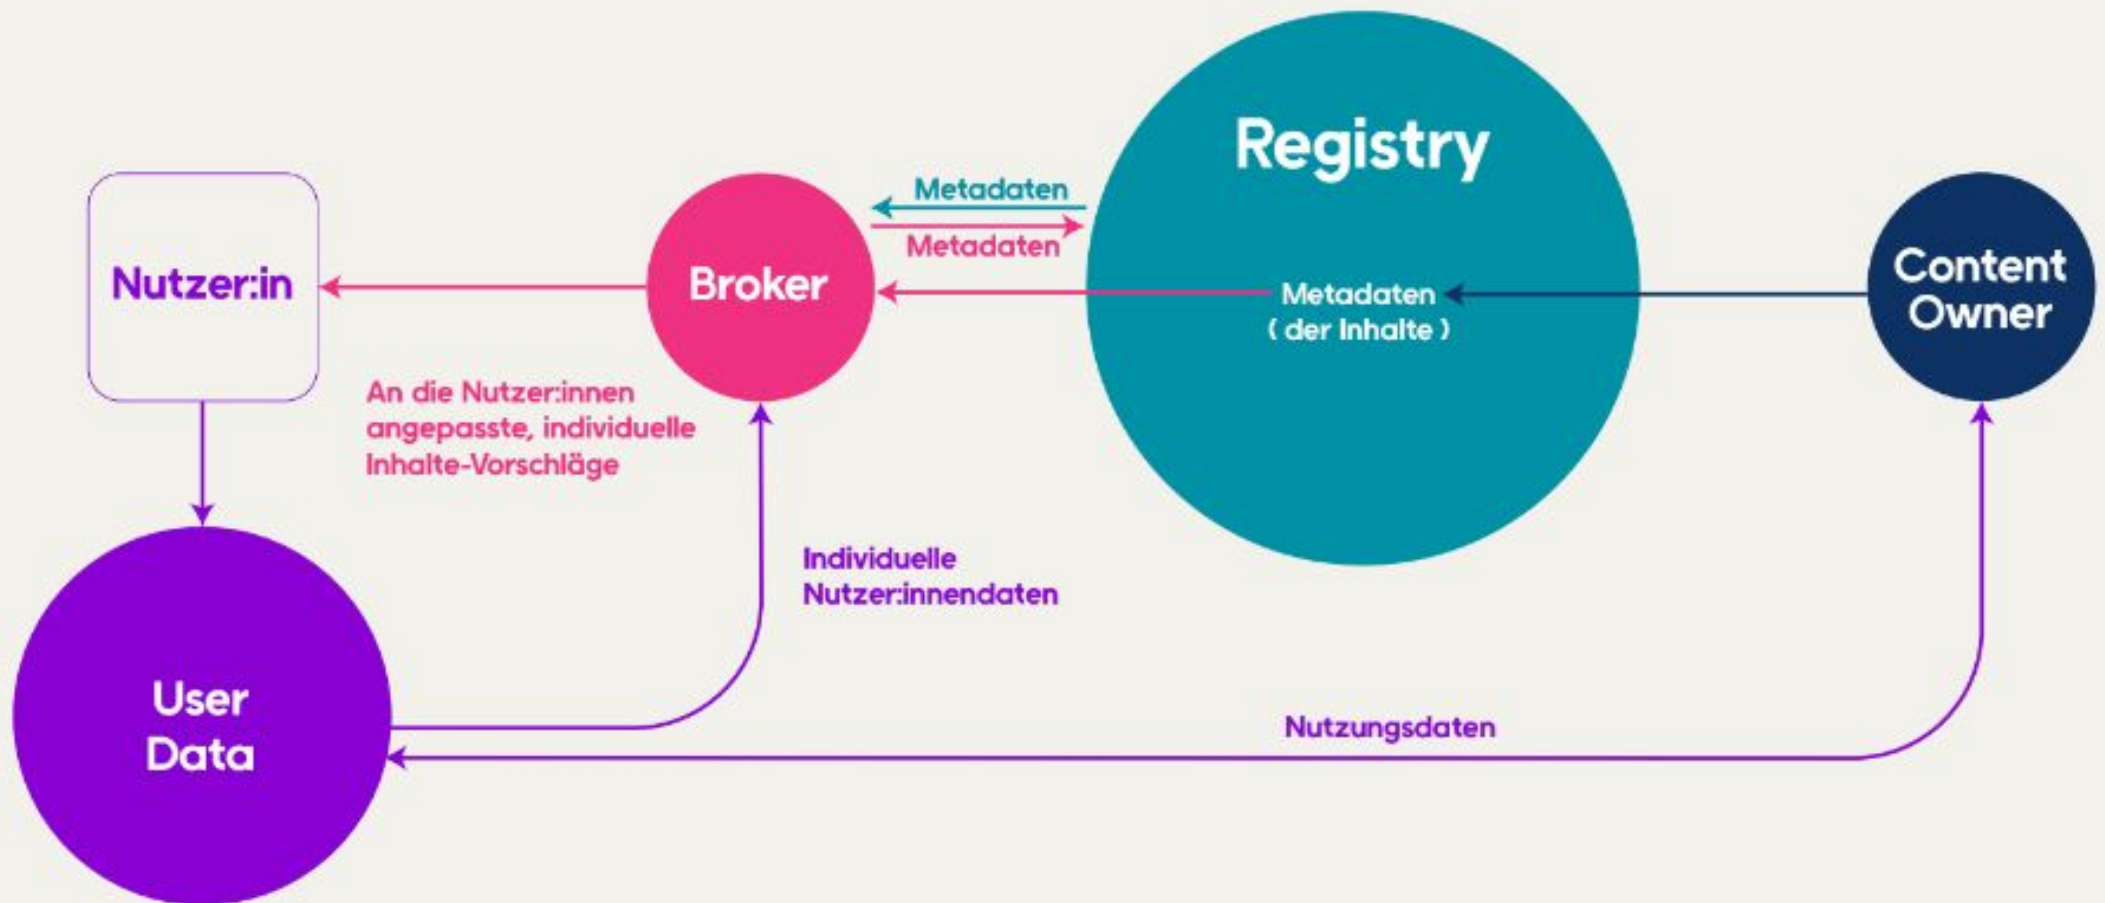 Registry
Metadaten
Metadaten
Nutzer:in
Broker
Metadaten
( der Inhalte )
Content
Owner
An die Nutzer:innen
angepasste, individuelle
Inhalte-Vorschläge
Individuelle
Nutzer:innendaten
User
Data
Nutzungsdaten